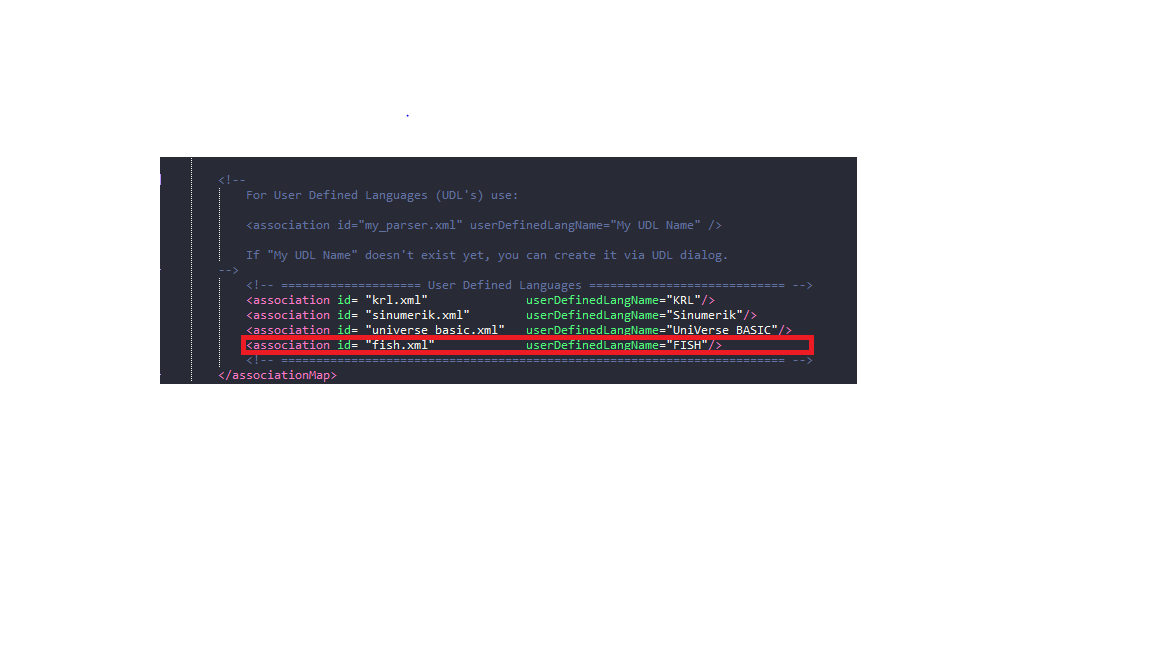 <!--
For User Defined Languages (UDL's) use:
<association id="my_parser.xml" userDefinedLangName="My UDL Name" />
If "My UDL Name" doesn't exist yet, you can create it via UDL dialog.
-->
<!-- ==================== User Defined Languages ============================ -->
<association id= "krl.xml" userDefinedLangName="KRL"/>
<association id= "sinumerik.xml" userDefinedLangName="Sinumerik"/>
<association id= "universe_basic.xml" userDefinedLangName="UniVerse BASIC"/>
<association id= "fish.xml" userDefinedLangName="FISH"/>
<!-- ======================================================================== -->
</associationMap>